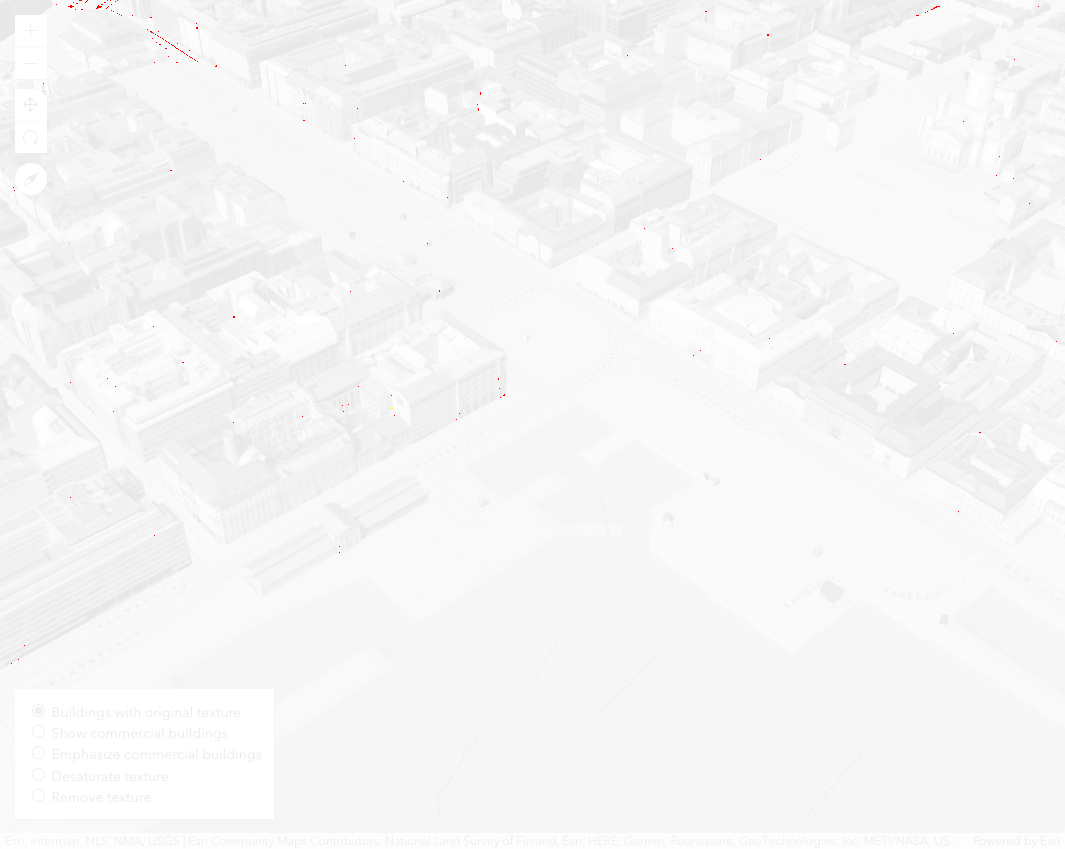 Buildings with original texture
Show commercial buildings
Emphasize commercial buildings
Desaturate texture
Remove texture
Esri, Intermap, NLS, NMA, USGS | Esri Community Maps Contributors, National Land Survey of Finland, Esri, HERE, Garmin, Foursquare, GeoTechnologies, Inc, METI/NASA, US Powered by Esri